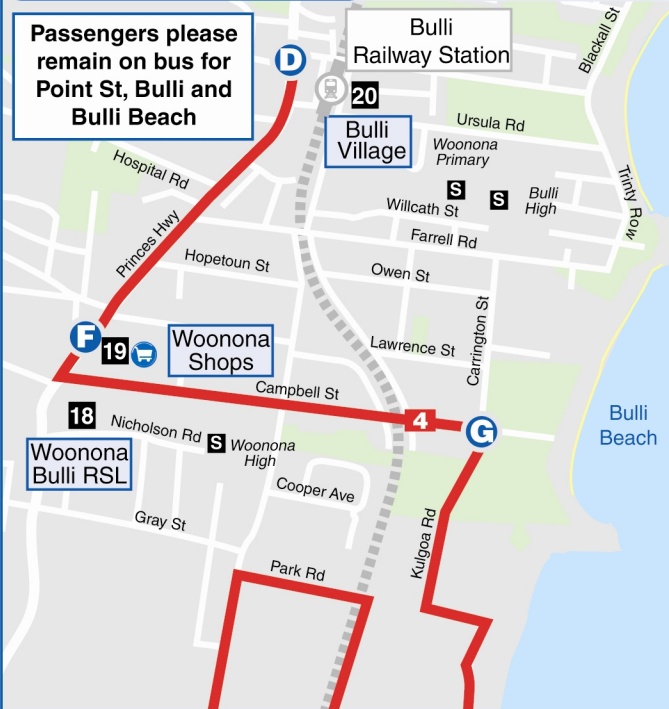 Passengers please
remain on bus for
Point St, Bulli and
Bulli Beach
Bulli
Railway Station
D
20
Bulli
Village
Blackall St
Ursula Rd
Woonona
Primary
S
S
Bulli
High
Trinty Row
Hospital Rd
Willcath St
Farrell Rd
Princes Hwy
Hopetoun St
Owen St
Carrington St
F
19
Woonona
Shops
Lawrence St
Campbell St
4
G
Bulli
Beach
18
Nicholson Rd
S
Woonona
High
Woonona
Bulli RSL
Cooper Ave
Gray St
Kulgoa Rd
Park Rd